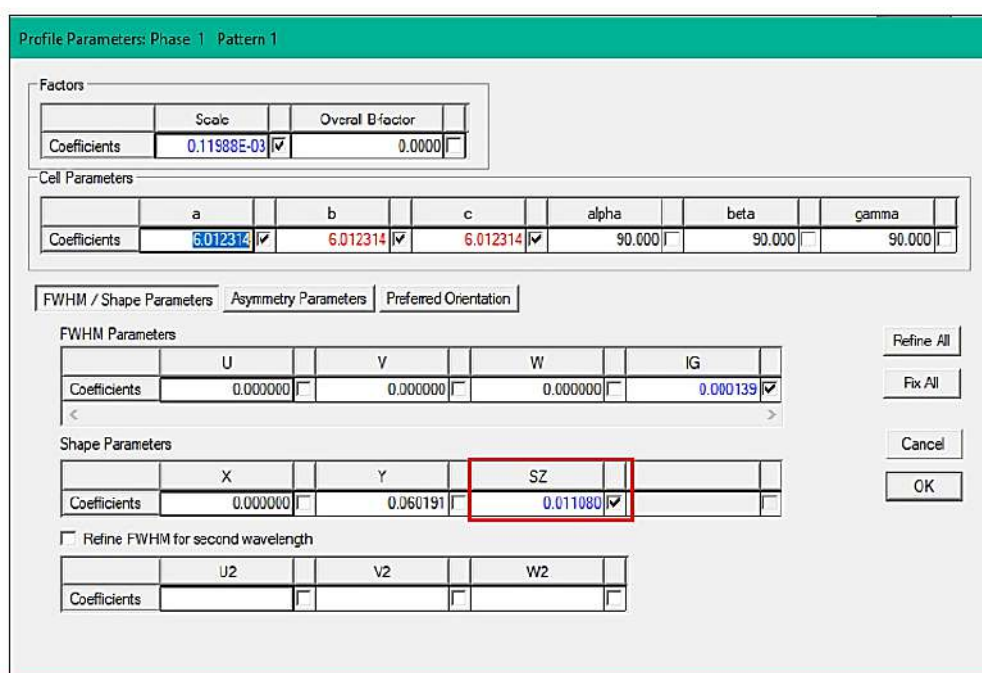 Profile Parameters: Phase 1 Pattern 1
Factors
Scale Overall B-factor
Coefficients 0.11988E-03 0.0000
Cell Parameters
a b c alpha beta gamma
Coefficients 6.012314 6.012314 6.012314 90.000 90.000 90.000
FWHM / Shape Parameters Asymmetry Parameters Preferred Orientation
FWHM Parameters
Refine All
U V W IG
Coefficients 0.000000 0.000000 0.000000 0.000139
Fix All
< >
Shape Parameters
Cancel
X Y SZ
Coefficients 0.000000 0.060191 0.011080
OK
Refine FWHM for second wavelength
U2 V2 W2
Coefficients